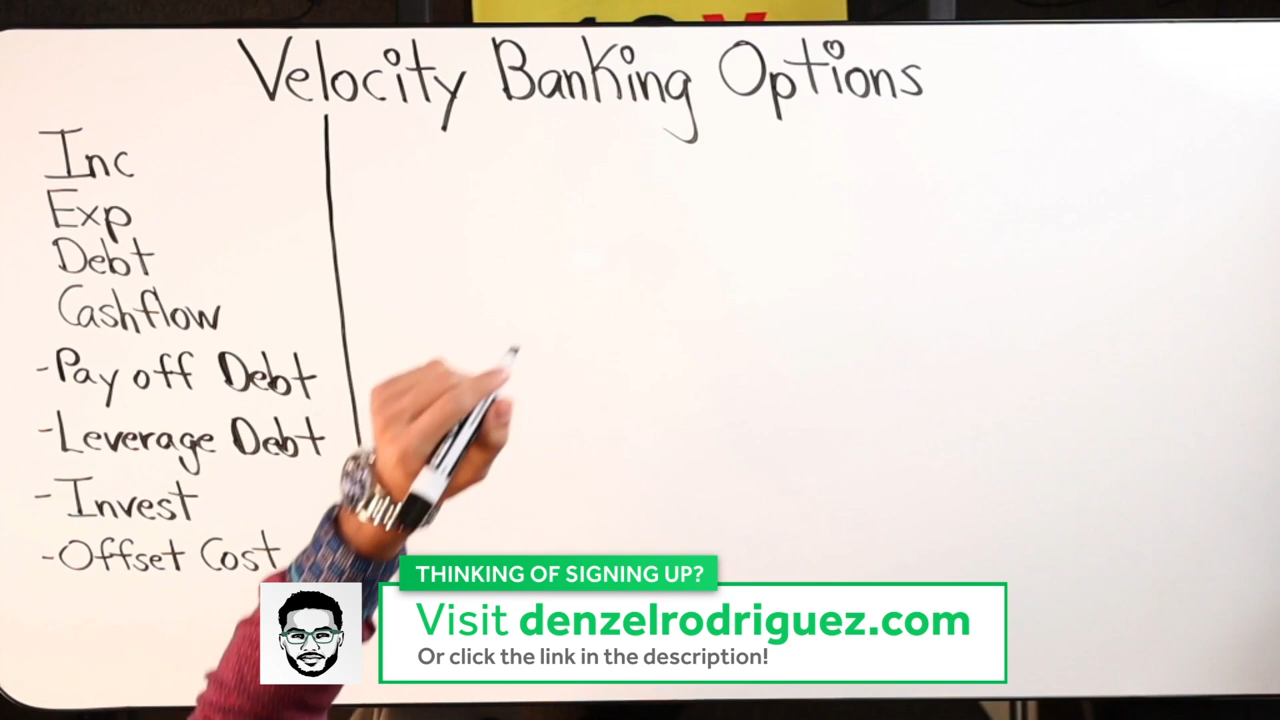 Velocity Banking Options
Inc
Exp
Debt
Cashflow
-Pay off Debt
-Leverage Debt
-Invest
-Offset Cost
THINKING OF SIGNING UP?
Visit denzelrodriguez.com
Or click the link in the description!